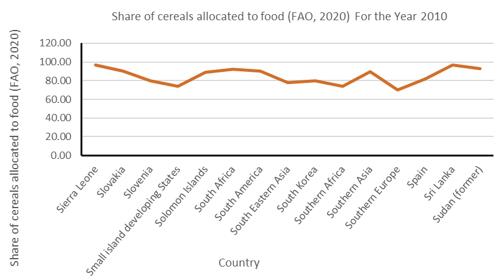 Share of cereals allocated to food (FAO, 2020) For the Year 2010
Share of cereals allocated to food (FAO, 2020)
120.00
100.00
80.00
60.00
40.00
20.00
0.00
Sierra Leone
Slovakia
Slovenia
Small island developing States
Solomon Islands
South Africa
South America
South Eastern Asia
South Korea
Southern Africa
Southern Asia
Southern Europe
Spain
Sri Lanka
Sudan (former)
Country